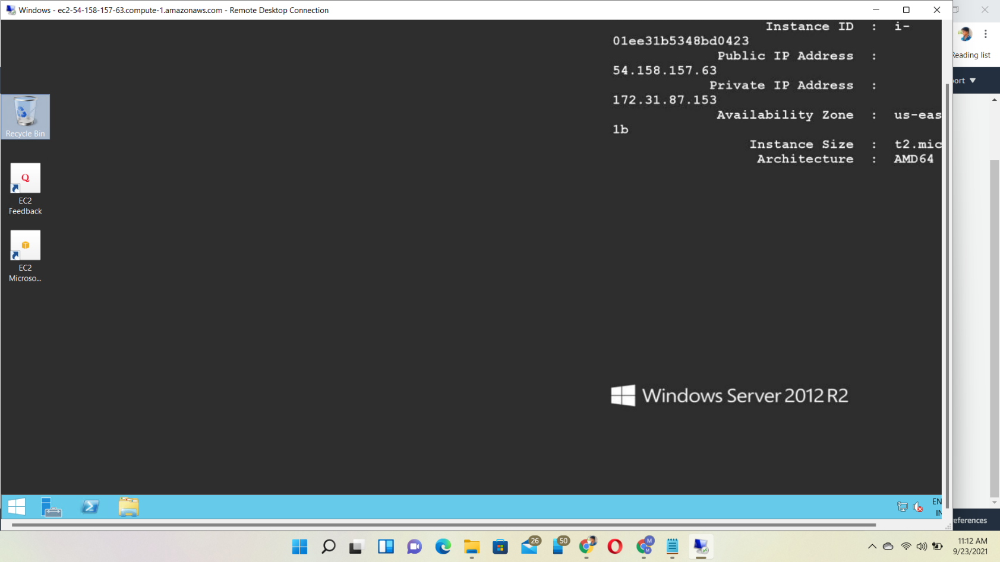 Windows - ec2-54-158-157-63.compute-1.amazonaws.com - Remote Desktop Connection
Instance ID : i-
01ee31b5348bd0423
Public IP Address :
54.158.157.63
Private IP Address :
172.31.87.153
Availability Zone : us-eas
1b
Instance Size : t2.mic
Architecture : AMD64
Reading list
port
Recycle Bin
Q
EC2
Feedback
EC2
Microso...
Windows Server 2012 R2
EN
IN
eferences
26
50
M
M
11:12 AM
9/23/2021